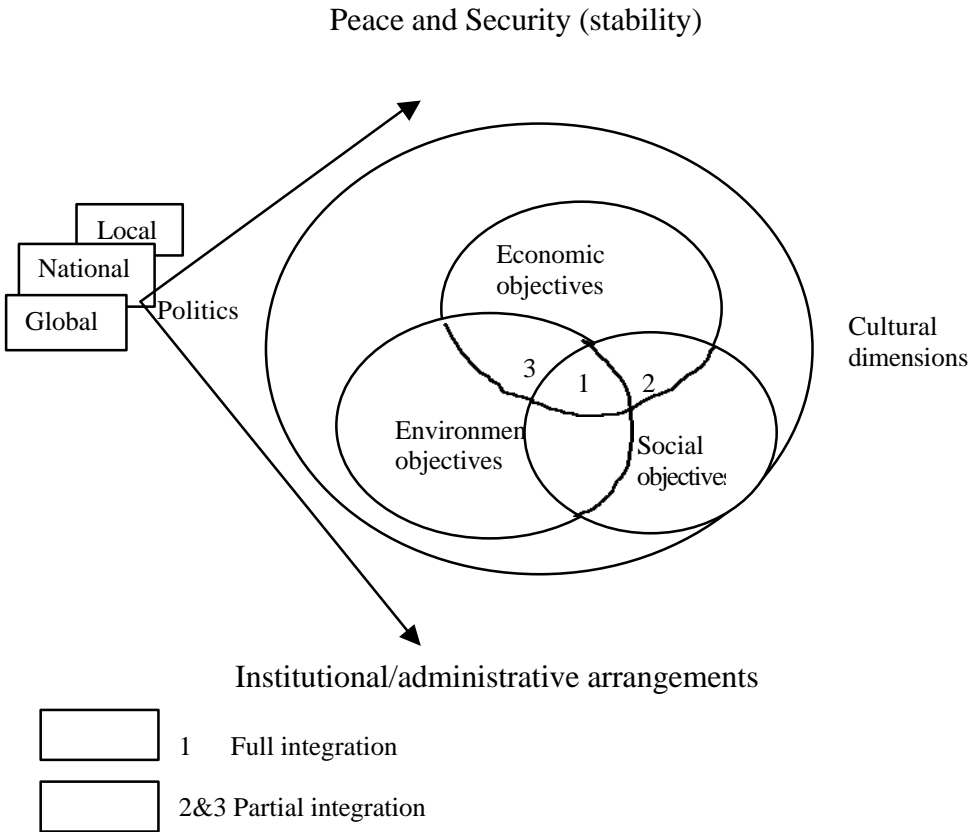 Peace and Security (stability)
Local
National
Global
Politics
Economic
objectives
Cultural
dimensions
3
1
2
Environmen
objectives
Social
objectives
Institutional/administrative arrangements
1 Full integration
2&3 Partial integration